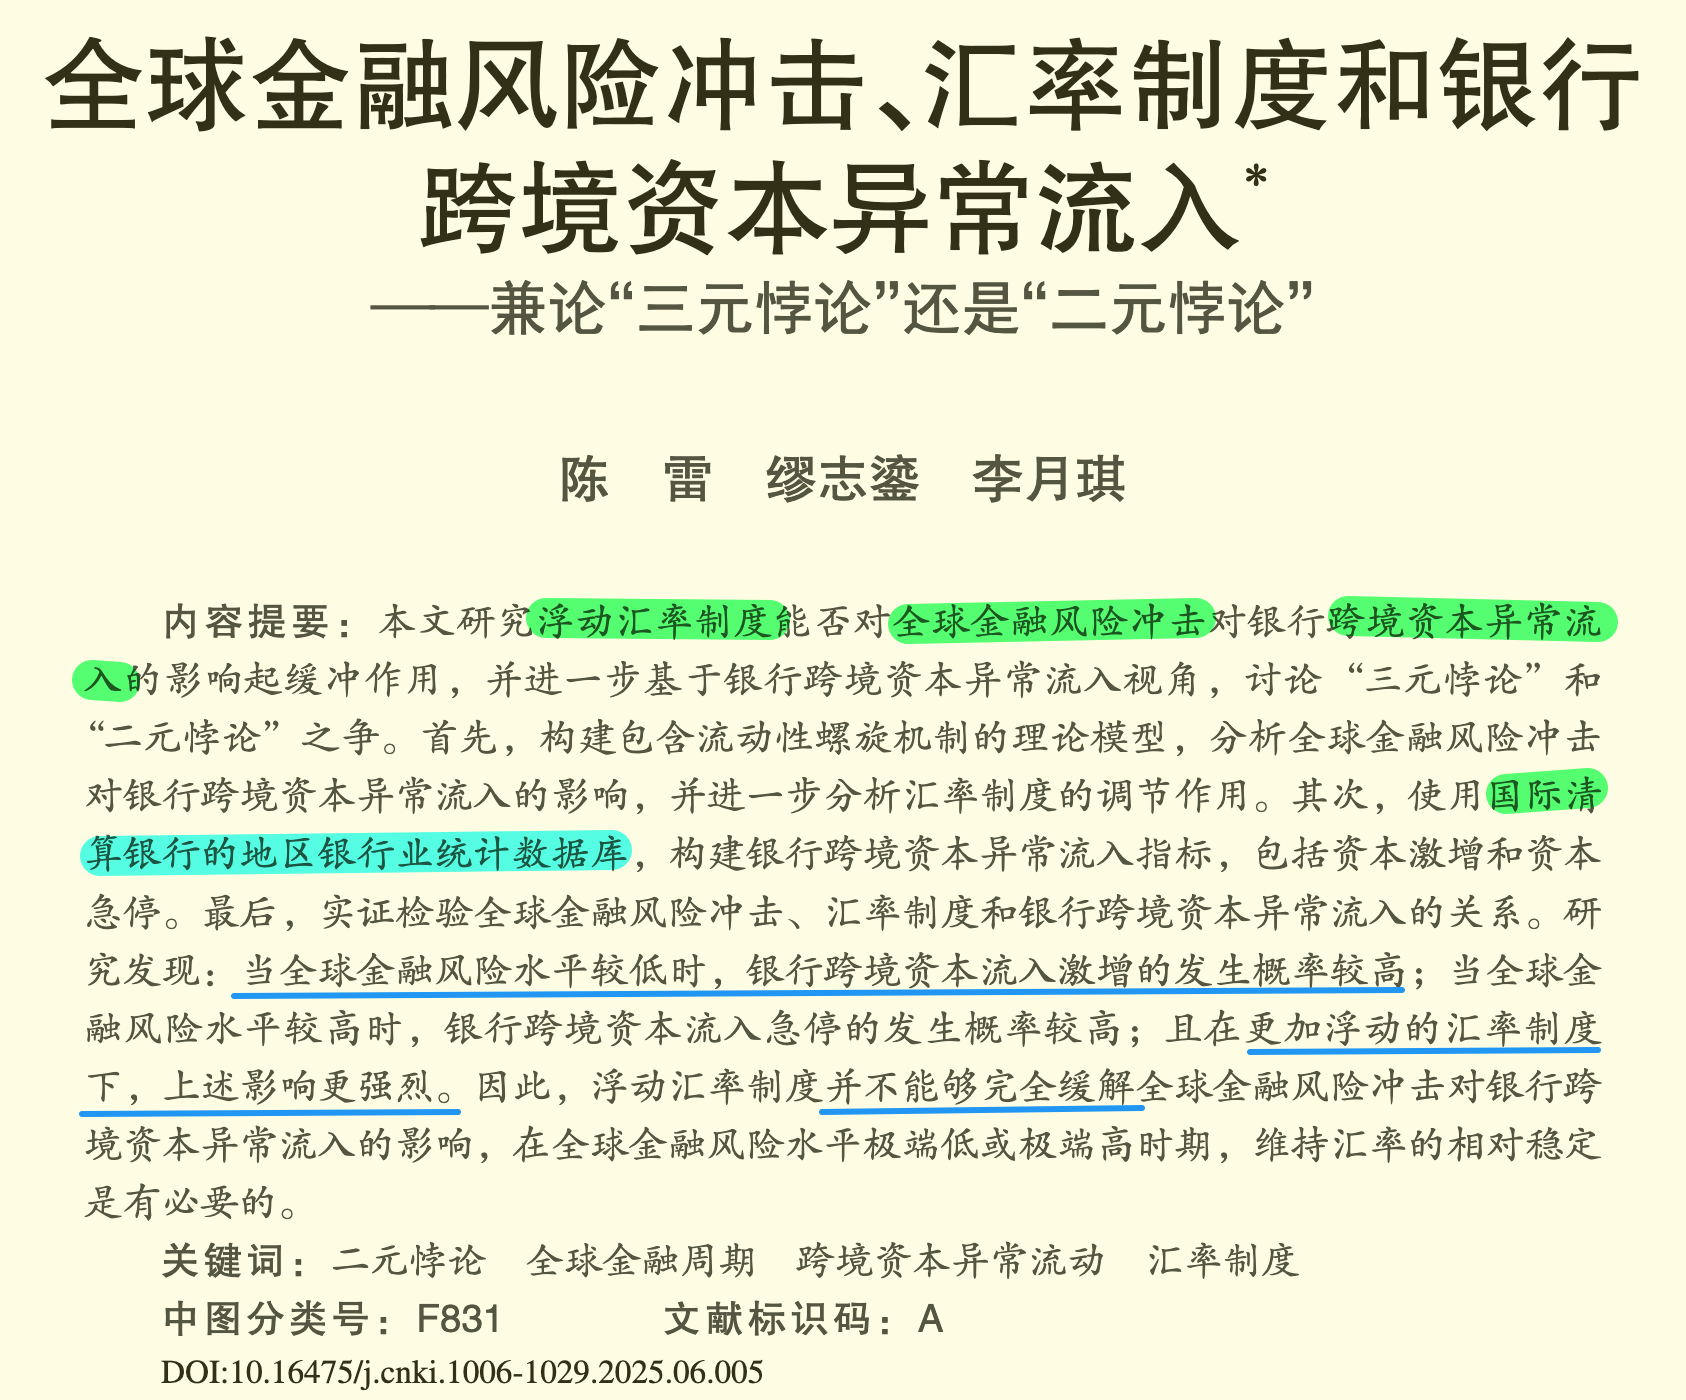 全球金融风险冲击、汇率制度和银行
跨境资本异常流入*
——兼论“三元悖论”还是“二元悖论”
陈　雷　缪志鎏　李月琪
内容提要：本文研究浮动汇率制度能否对全球金融风险冲击对银行跨境资本异常流
入的影响起缓冲作用，并进一步基于银行跨境资本异常流入视角，讨论“三元悖论”和
“二元悖论”之争。首先，构建包含流动性螺旋机制的理论模型，分析全球金融风险冲击
对银行跨境资本异常流入的影响，并进一步分析汇率制度的调节作用。其次，使用国际清
算银行的地区银行业统计数据库，构建银行跨境资本异常流入指标，包括资本激增和资本
急停。最后，实证检验全球金融风险冲击、汇率制度和银行跨境资本异常流入的关系。研
究发现：当全球金融风险水平较低时，银行跨境资本流入激增的发生概率较高；当全球金
融风险水平较高时，银行跨境资本流入急停的发生概率较高；且在更加浮动的汇率制度
下，上述影响更强烈。因此，浮动汇率制度并不能够完全缓解全球金融风险冲击对银行跨
境资本异常流入的影响，在全球金融风险水平极端低或极端高时期，维持汇率的相对稳定
是有必要的。
关键词：二元悖论　全球金融周期　跨境资本异常流动　汇率制度
中图分类号：F831　　　　文献标识码：A
DOI:10.16475/j.cnki.1006-1029.2025.06.005